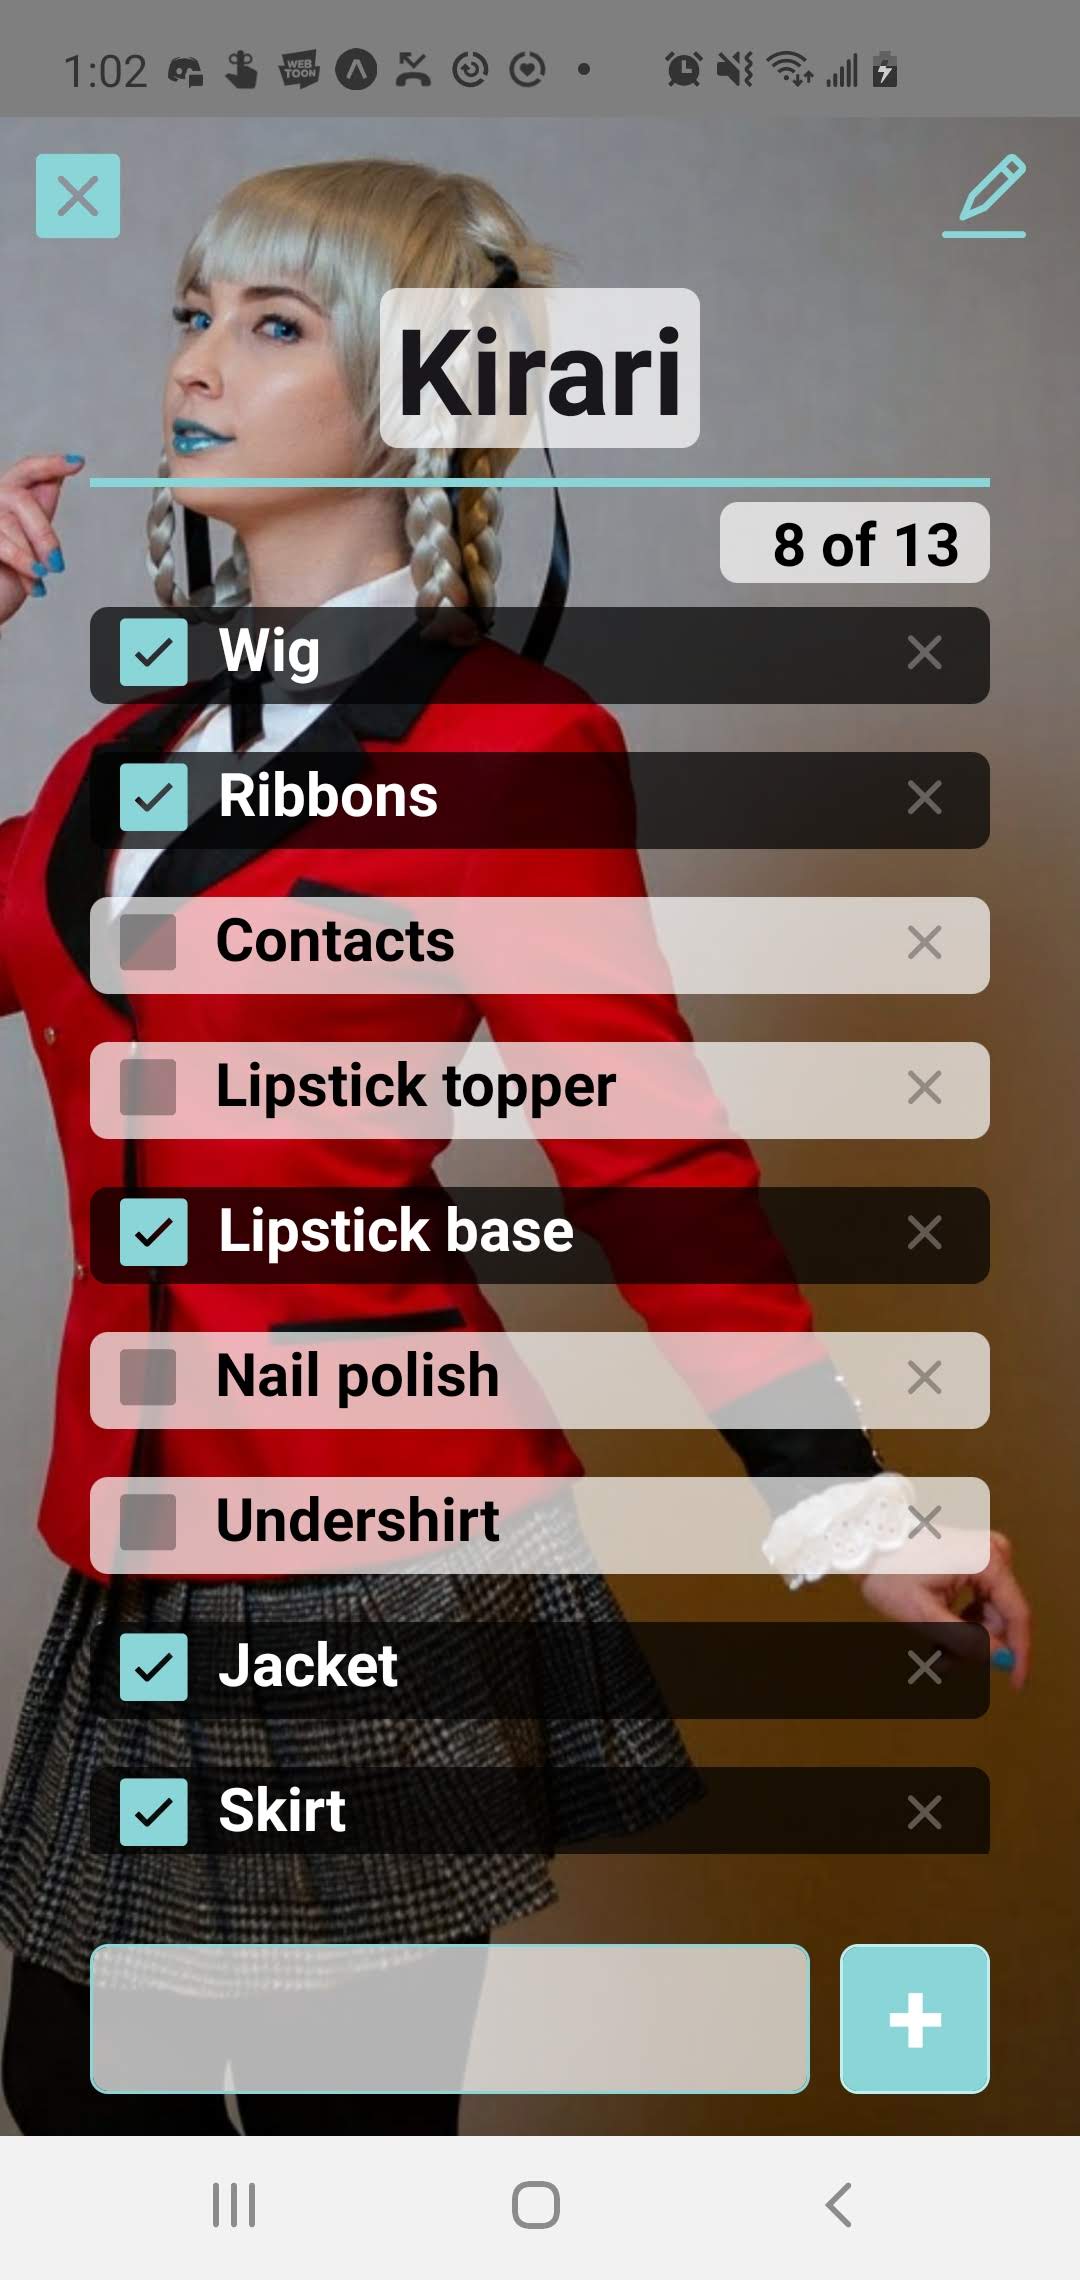 1:02
WEB
TOON
Kirari
8 of 13
Wig
Ribbons
Contacts
Lipstick topper
Lipstick base
Nail polish
Undershirt
Jacket
Skirt